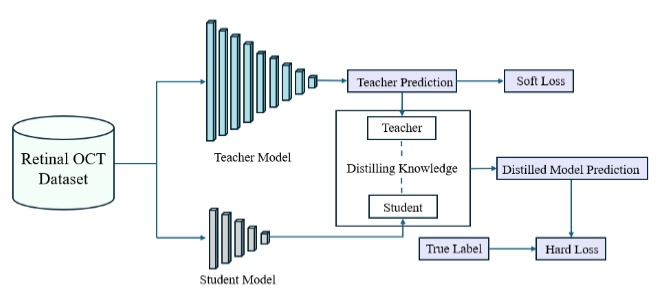 Teacher Prediction
Soft Loss
Teacher
Retinal OCT
Dataset
Teacher Model
Distilling Knowledge
Distilled Model Prediction
Student
True Label
Hard Loss
Student Model